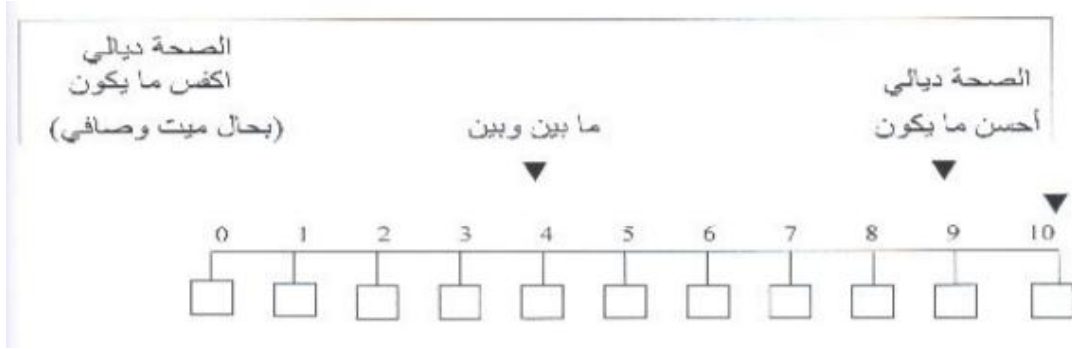 الصحة ديالي
اكفس ما يكون
(بحال ميت وصافي)
ما بين وبين
الصحة ديالي
أحسن ما يكون
0 1 2 3 4 5 6 7 8 9 10